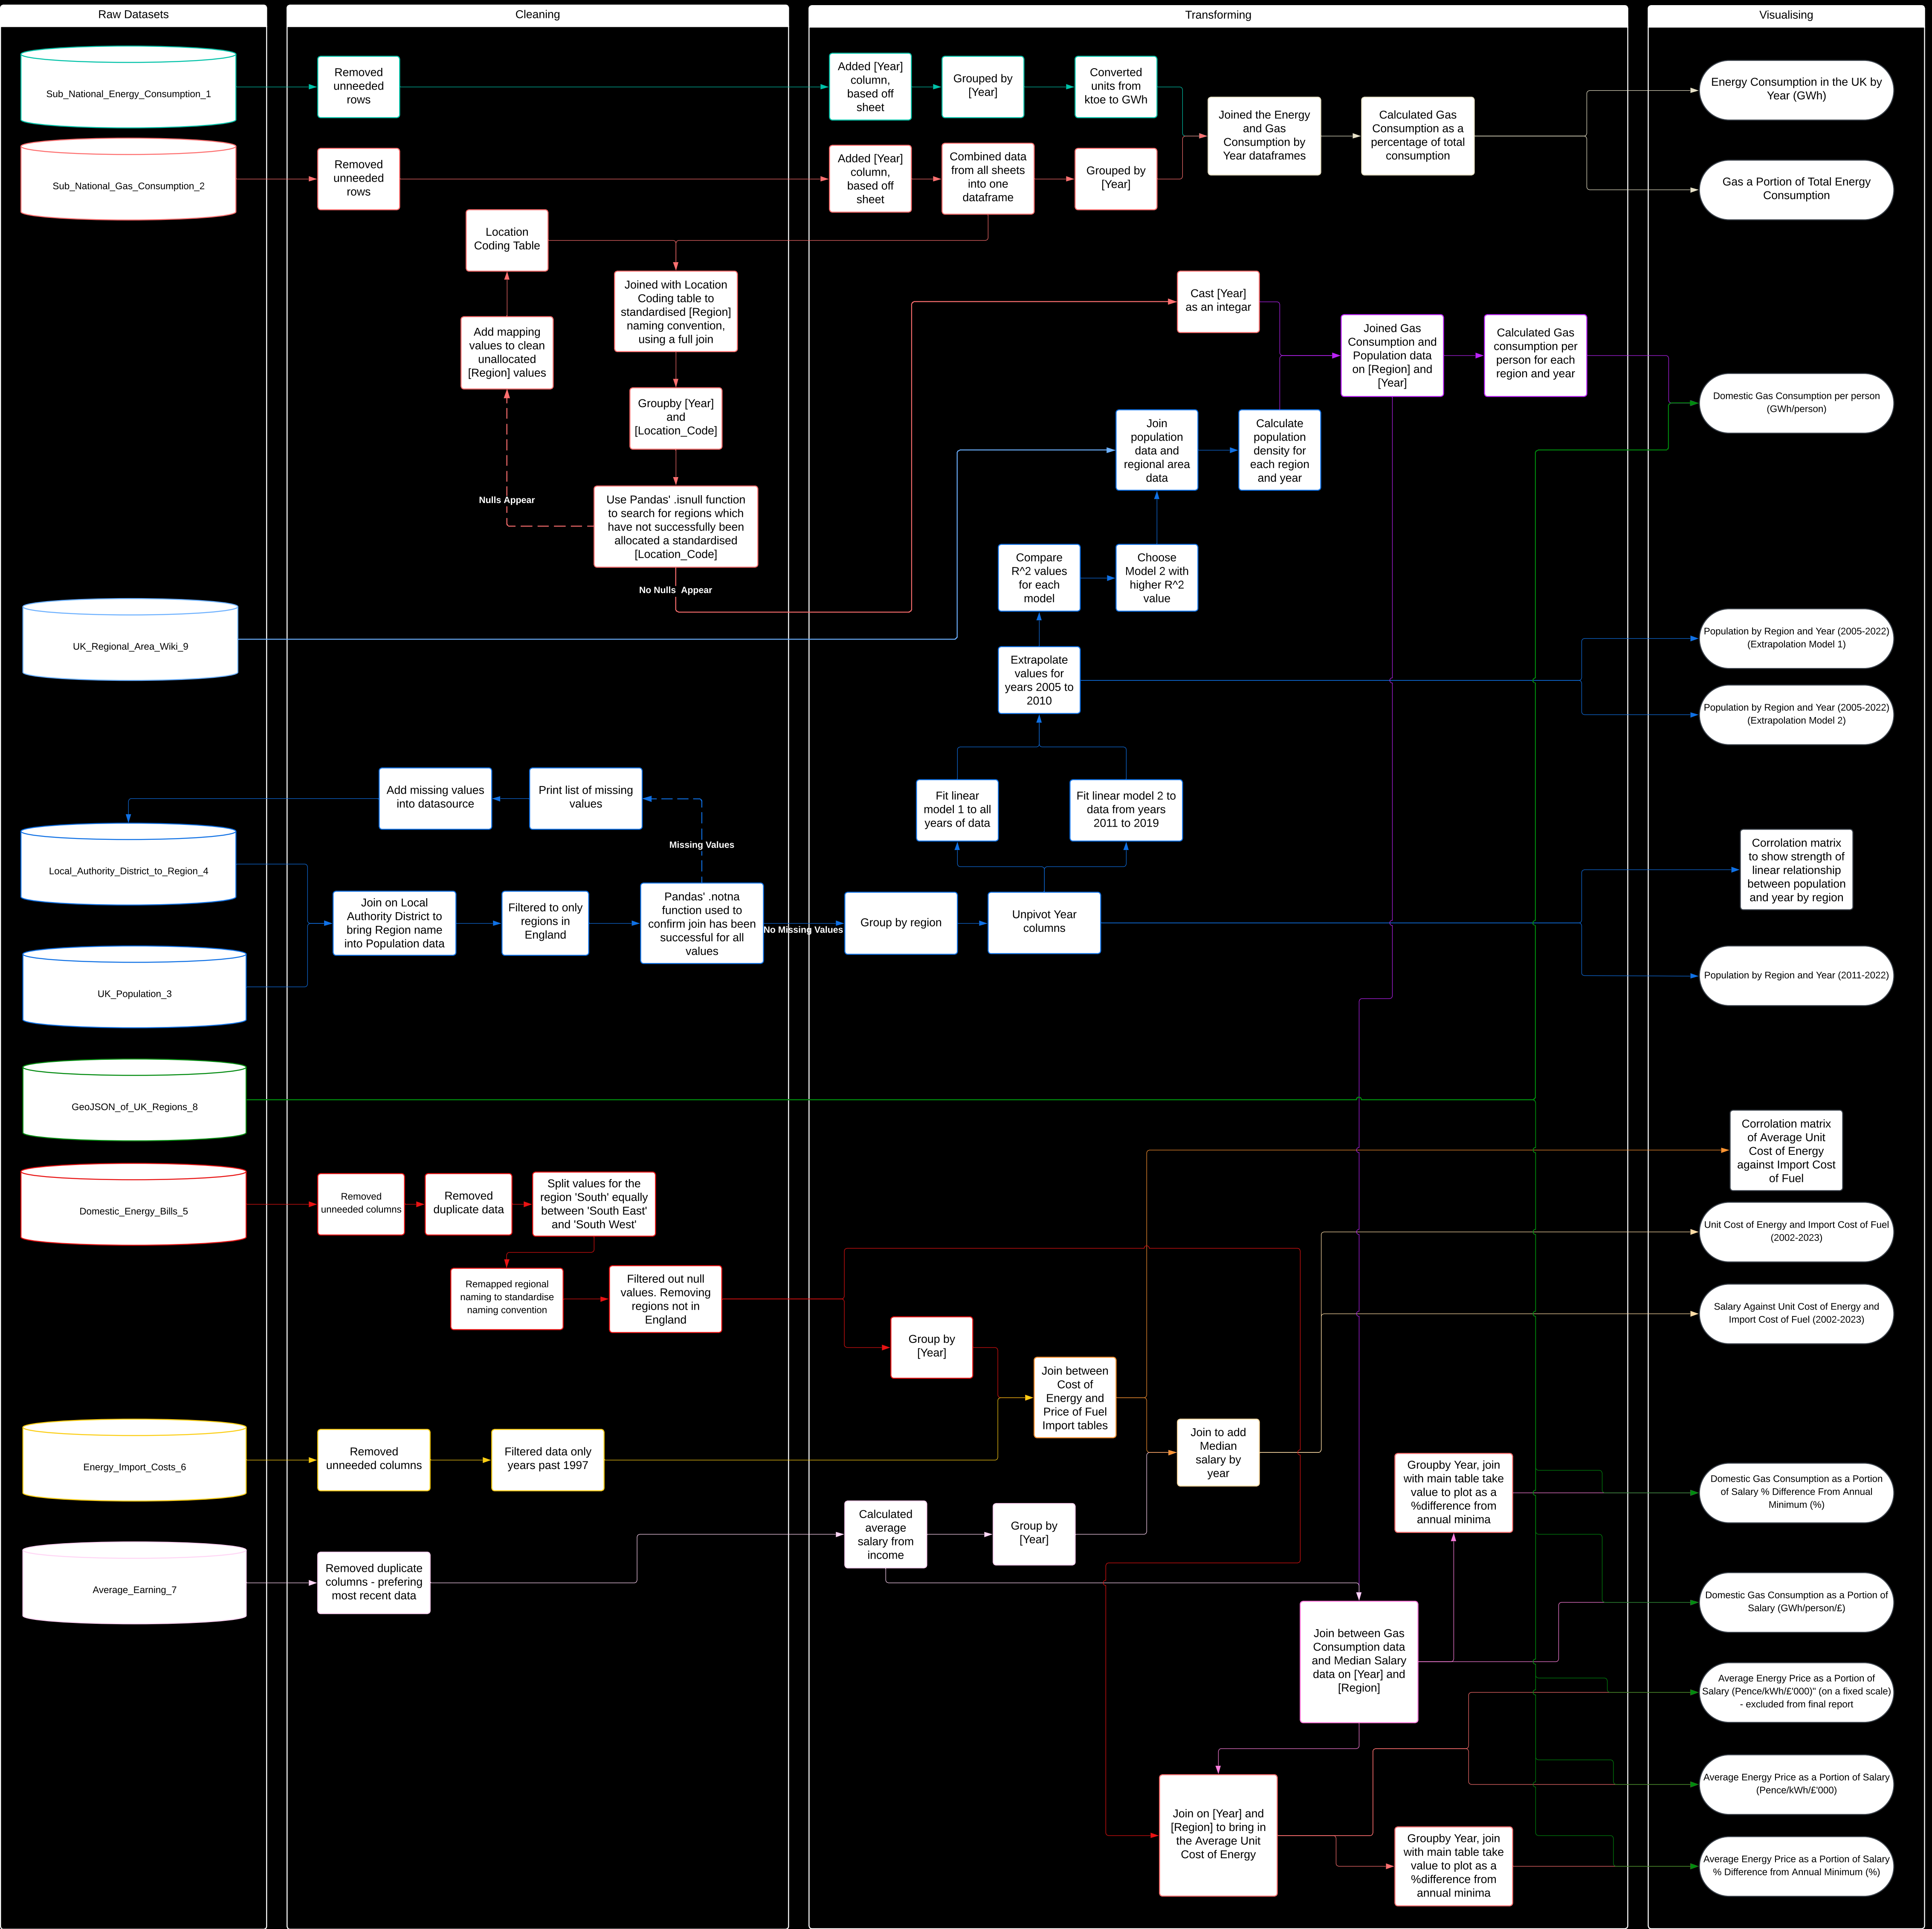 Raw Datasets
Cleaning
Transforming
Visualising
Sub_National_Energy_Consumption_1
Removed
unneeded
rows
Added [Year]
column,
based off
sheet
Grouped by
[Year]
Converted
units from
ktoe to GWh
Joined the Energy
and Gas
Consumption by
Year dataframes
Calculated Gas
Consumption as a
percentage of total
consumption
Energy Consumption in the UK by
Year (GWh)
Sub_National_Gas_Consumption_2
Removed
unneeded
rows
Added [Year]
column,
based off
sheet
Combined data
from all sheets
into one
dataframe
Grouped by
[Year]
Gas a Portion of Total Energy
Consumption
Location
Coding Table
Joined with Location
Coding table to
standardised [Region]
naming convention,
using a full join
Add mapping
values to clean
unallocated
[Region] values
Groupby [Year]
and
[Location_Code]
Nulls Appear
Use Pandas' .isnull function
to search for regions which
have not successfully been
allocated a standardised
[Location_Code]
No Nulls  Appear
Cast [Year]
as an integar
Joined Gas
Consumption and
Population data
on [Region] and
[Year]
Calculated Gas
consumption per
person for each
region and year
Domestic Gas Consumption per person
(GWh/person)
Join
population
data and
regional area
data
Calculate
population
density for
each region
and year
Compare
R^2 values
for each
model
Choose
Model 2 with
higher R^2
value
UK_Regional_Area_Wiki_9
Extrapolate
values for
years 2005 to
2010
Population by Region and Year (2005-2022)
(Extrapolation Model 1)
Population by Region and Year (2005-2022)
(Extrapolation Model 2)
Add missing values
into datasource
Print list of missing
values
Missing Values
Fit linear
model 1 to all
years of data
Fit linear model 2 to
data from years
2011 to 2019
Corrolation matrix
to show strength of
linear relationship
between population
and year by region
Local_Authority_District_to_Region_4
Join on Local
Authority District to
bring Region name
into Population data
Filtered to only
regions in
England
Pandas' .notna
function used to
confirm join has been
successful for all
values
No Missing Values
Group by region
Unpivot Year
columns
Population by Region and Year (2011-2022)
UK_Population_3
GeoJSON_of_UK_Regions_8
Corrolation matrix
of Average Unit
Cost of Energy
against Import Cost
of Fuel
Domestic_Energy_Bills_5
Removed
unneeded columns
Removed
duplicate data
Split values for the
region 'South' equally
between 'South East'
and 'South West'
Unit Cost of Energy and Import Cost of Fuel
(2002-2023)
Remapped regional
naming to standardise
naming convention
Filtered out null
values. Removing
regions not in
England
Salary Against Unit Cost of Energy and
Import Cost of Fuel (2002-2023)
Group by
[Year]
Join between
Cost of
Energy and
Price of Fuel
Import tables
Energy_Import_Costs_6
Removed
unneeded columns
Filtered data only
years past 1997
Join to add
Median
salary by
year
Groupby Year, join
with main table take
value to plot as a
%difference from
annual minima
Domestic Gas Consumption as a Portion
of Salary % Difference From Annual
Minimum (%)
Calculated
average
salary from
income
Group by
[Year]
Average_Earning_7
Removed duplicate
columns - prefering
most recent data
Domestic Gas Consumption as a Portion of
Salary (GWh/person/£)
Join between Gas
Consumption data
and Median Salary
data on [Year] and
[Region]
Average Energy Price as a Portion of
Salary (Pence/kWh/£'000)" (on a fixed scale)
- excluded from final report
Average Energy Price as a Portion of Salary
(Pence/kWh/£'000)
Join on [Year] and
[Region] to bring in
the Average Unit
Cost of Energy
Groupby Year, join
with main table take
value to plot as a
%difference from
annual minima
Average Energy Price as a Portion of Salary
% Difference from Annual Minimum (%)